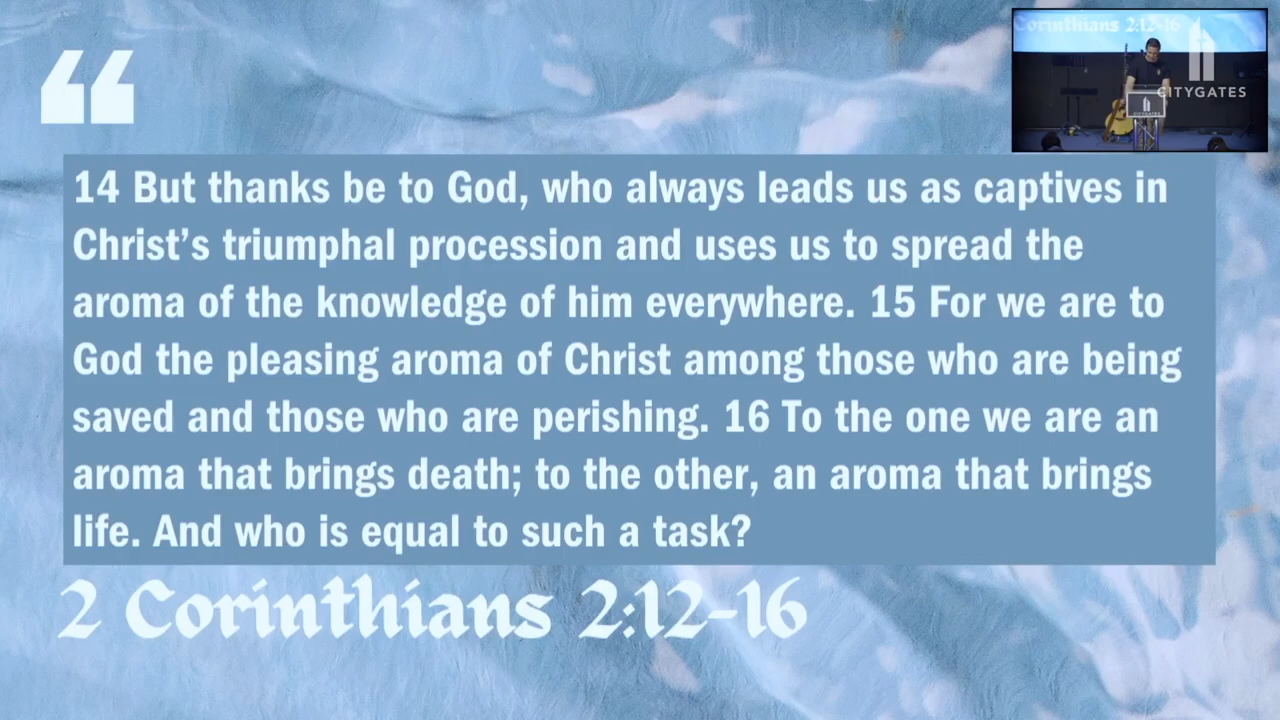 Corinthians 2:12-16
CITYGATES
CITYGATES
14 But thanks be to God, who always leads us as captives in
Christ’s triumphal procession and uses us to spread the
aroma of the knowledge of him everywhere. 15 For we are to
God the pleasing aroma of Christ among those who are being
saved and those who are perishing. 16 To the one we are an
aroma that brings death; to the other, an aroma that brings
life. And who is equal to such a task?
2 Corinthians 2:12-16